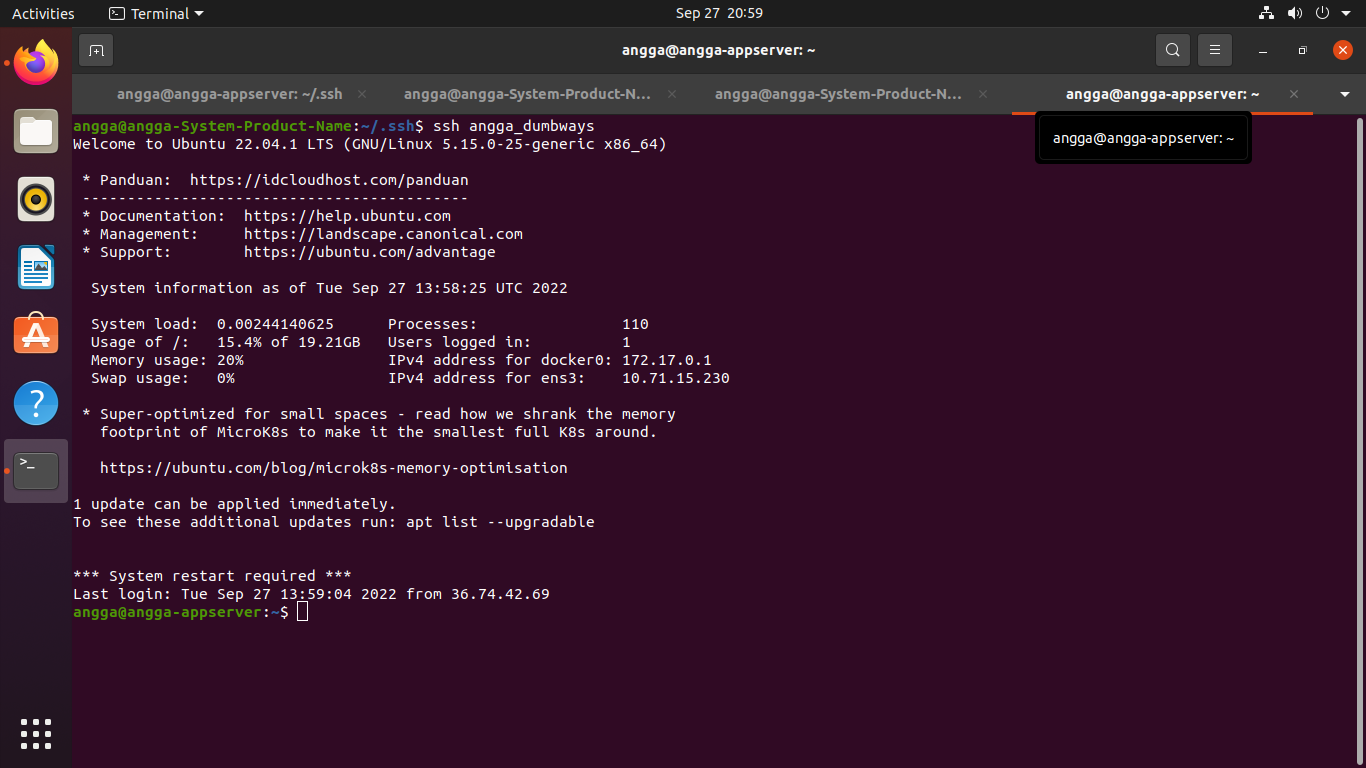 Activities Terminal Sep 27 20:59
angga@angga-appserver: ~
angga@angga-appserver: ~/.ssh angga@angga-System-Product-N... angga@angga-System-Product-N... angga@angga-appserver: ~
angga@angga-appserver: ~
angga@angga-System-Product-Name:~/.ssh$ ssh angga_dumbways
Welcome to Ubuntu 22.04.1 LTS (GNU/Linux 5.15.0-25-generic x86_64)
* Panduan: https://idcloudhost.com/panduan
-------------------------------------------
* Documentation: https://help.ubuntu.com
* Management: https://landscape.canonical.com
* Support: https://ubuntu.com/advantage
System information as of Tue Sep 27 13:58:25 UTC 2022
System load: 0.00244140625 Processes: 110
Usage of /: 15.4% of 19.21GB Users logged in: 1
Memory usage: 20% IPv4 address for docker0: 172.17.0.1
Swap usage: 0% IPv4 address for ens3: 10.71.15.230
* Super-optimized for small spaces - read how we shrank the memory
footprint of MicroK8s to make it the smallest full K8s around.
https://ubuntu.com/blog/microk8s-memory-optimisation
1 update can be applied immediately.
To see these additional updates run: apt list --upgradable
*** System restart required ***
Last login: Tue Sep 27 13:59:04 2022 from 36.74.42.69
angga@angga-appserver:~$